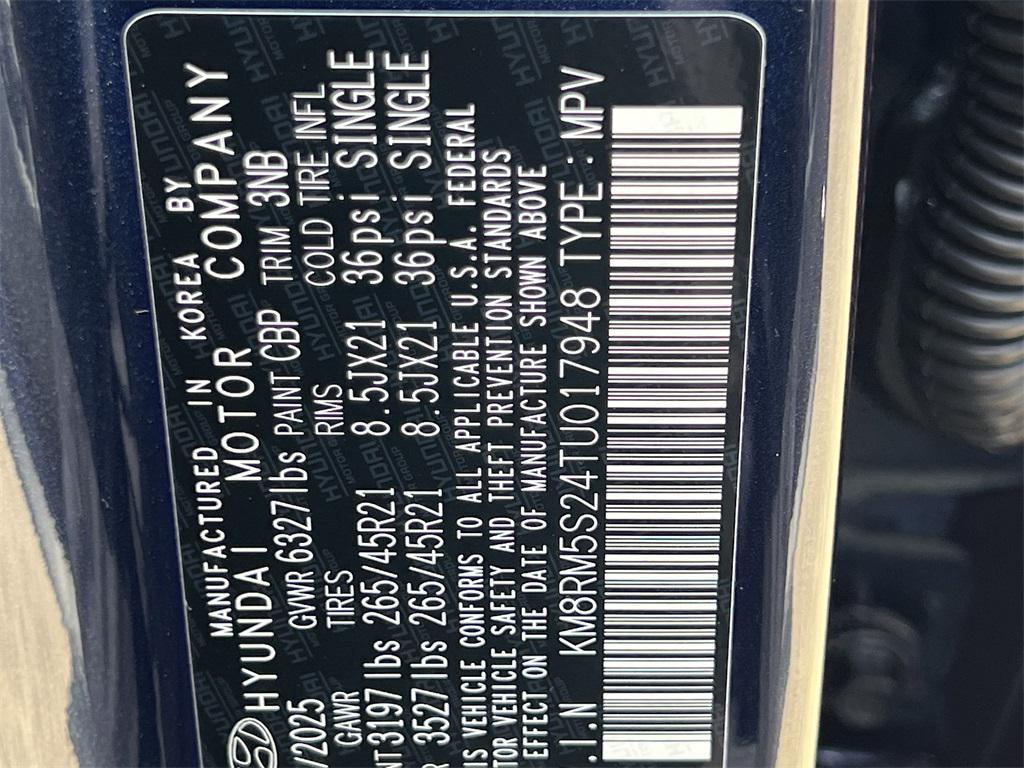 MANUFACTURED IN KOREA BY
HYUNDAI MOTOR COMPANY
/2025 GVWR 6327lbs PAINT CBP TRIM 3NB
GAWR TIRES RIMS COLD TIRE INFL
NT3197lbs 265/45R21 8.5JX21 36psi SINGLE
R 3527lbs 265/45R21 8.5JX21 36psi SINGLE
IS VEHICLE CONFORMS TO ALL APPLICABLE U.S.A. FEDERAL
TOR VEHICLE SAFETY AND THEFT PREVENTION STANDARDS
EFFECT ON THE DATE OF MANUFACTURE SHOWN ABOVE
.I.N KM8RM5S24TU017948 TYPE: MPV